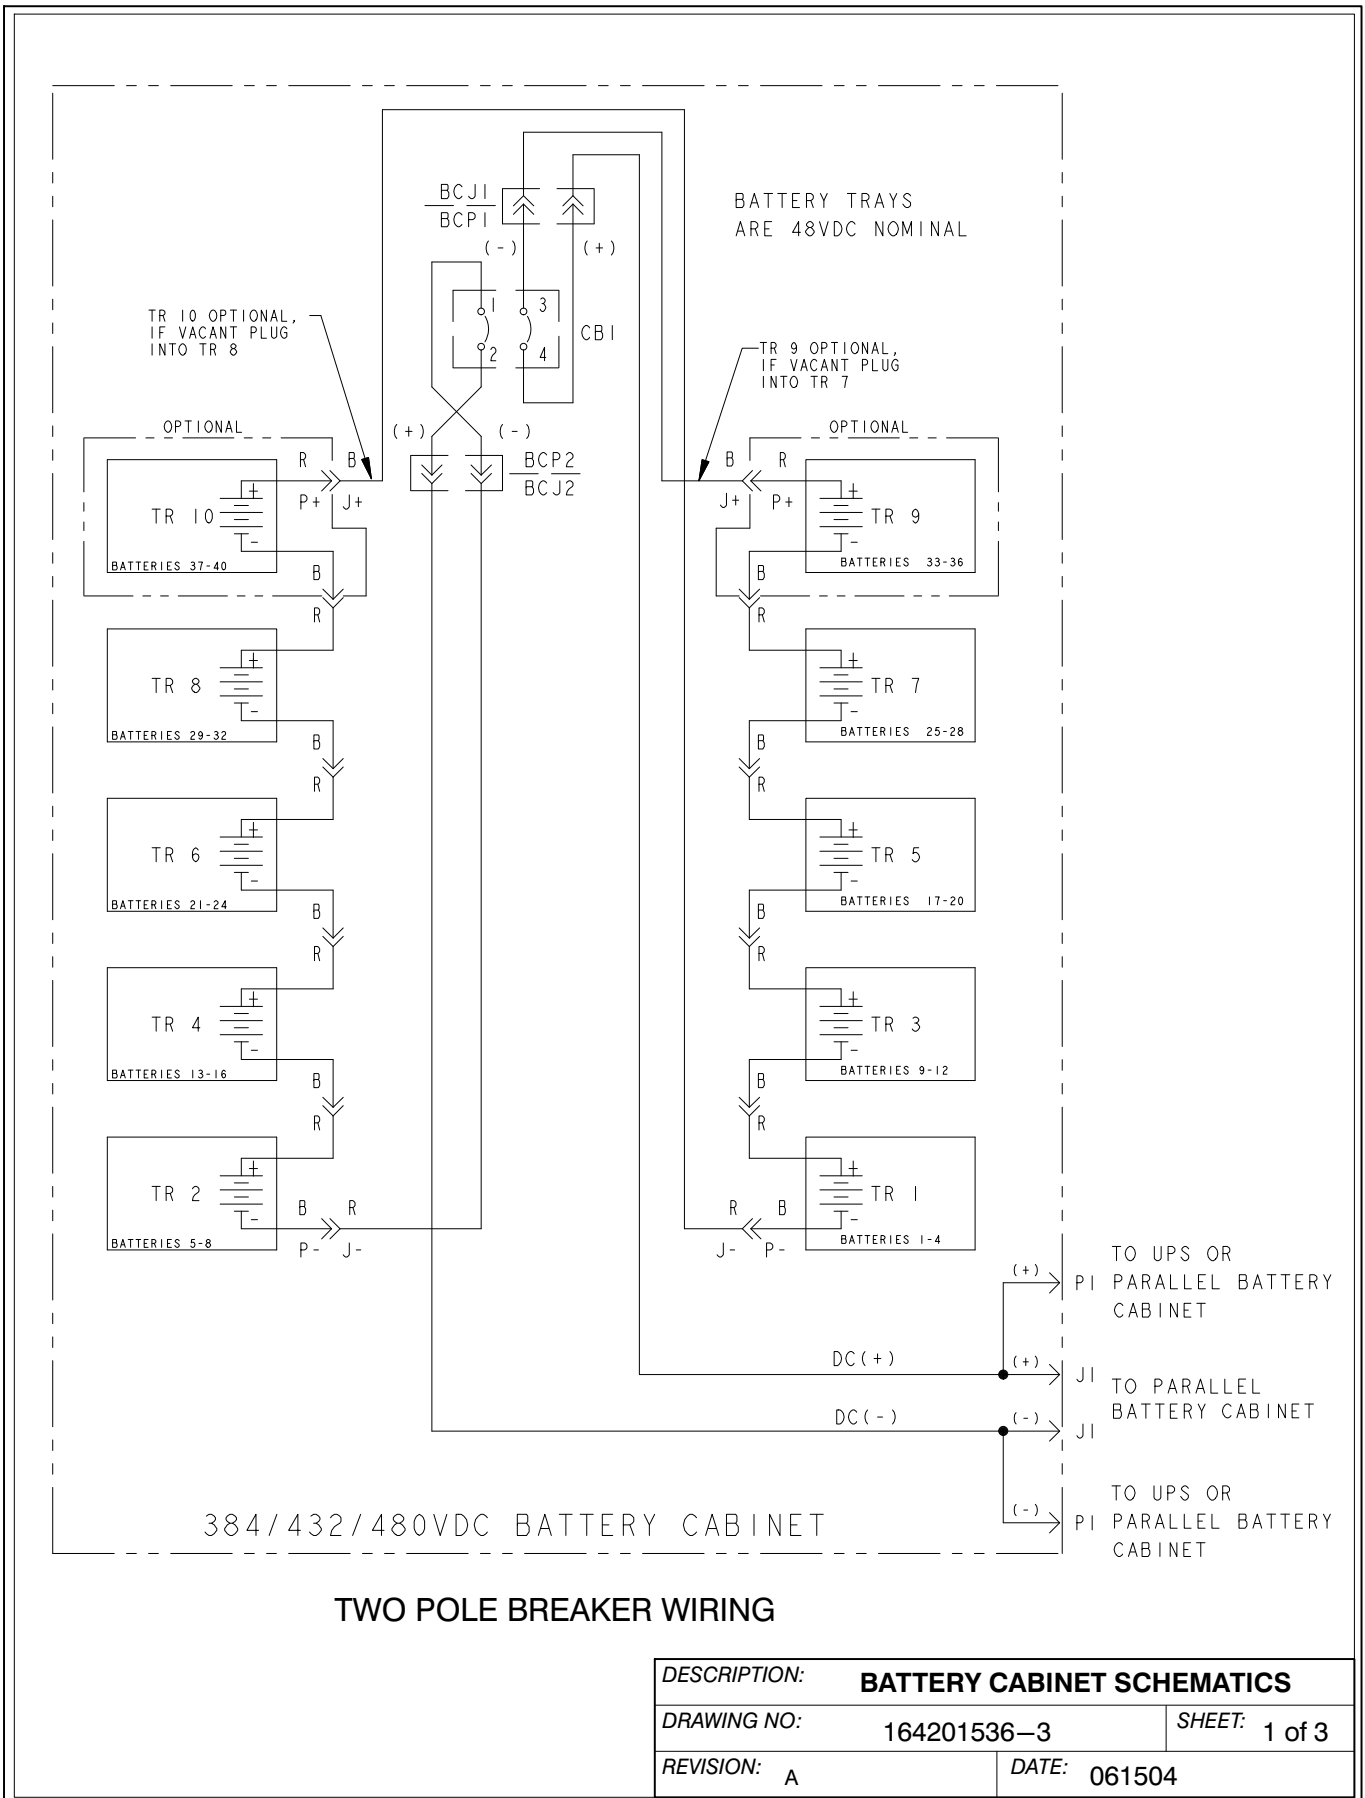 BCJ1
BCP1
BATTERY TRAYS
ARE 48VDC NOMINAL
(-)
(+)
1
3
2
4
CB1
TR 10 OPTIONAL,
IF VACANT PLUG
INTO TR 8
TR 9 OPTIONAL,
IF VACANT PLUG
INTO TR 7
(+)
(-)
BCP2
BCJ2
OPTIONAL
R B
P+ J+
+
TR 10
-
BATTERIES 37-40
B
R
OPTIONAL
B R
J+ P+
+
TR 9
-
BATTERIES 33-36
B
R
+
TR 8
-
BATTERIES 29-32
B
R
+
TR 7
-
BATTERIES 25-28
B
R
+
TR 6
-
BATTERIES 21-24
B
R
+
TR 5
-
BATTERIES 17-20
B
R
+
TR 4
-
BATTERIES 13-16
B
R
+
TR 3
-
BATTERIES 9-12
B
R
+
TR 2
-
BATTERIES 5-8
B R
P- J-
+
TR 1
-
BATTERIES 1-4
R B
J- P-
(+)
P1
TO UPS OR
PARALLEL BATTERY
CABINET
DC(+)
(+)
J1
TO PARALLEL
BATTERY CABINET
DC(-)
(-)
J1
(-)
P1
TO UPS OR
PARALLEL BATTERY
CABINET
384/432/480VDC BATTERY CABINET
TWO POLE BREAKER WIRING
DESCRIPTION: BATTERY CABINET SCHEMATICS
DRAWING NO: 164201536–3 SHEET: 1 of 3
REVISION: A DATE: 061504